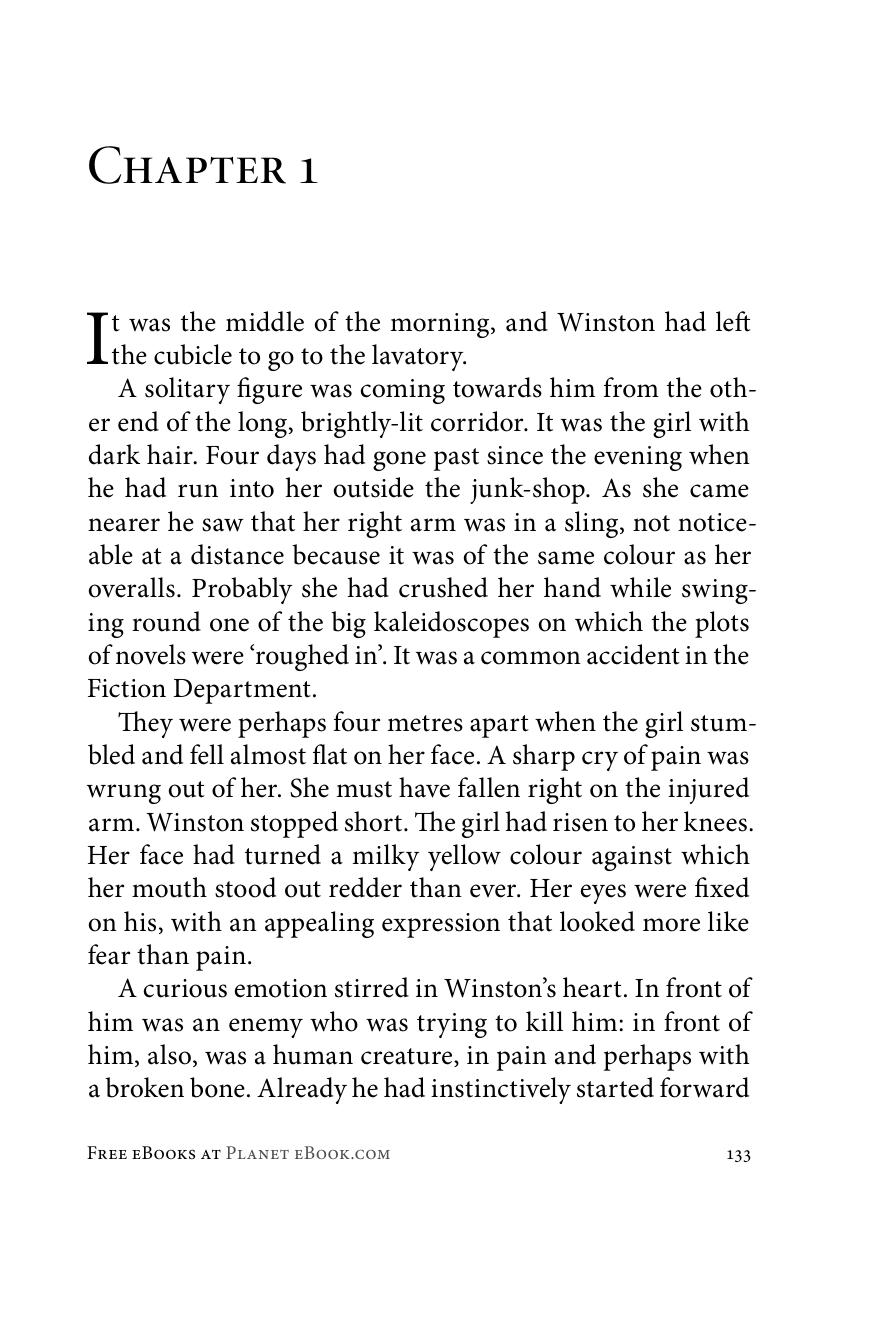 Chapter 1
It was the middle of the morning, and Winston had left
the cubicle to go to the lavatory.
A solitary figure was coming towards him from the oth-
er end of the long, brightly-lit corridor. It was the girl with
dark hair. Four days had gone past since the evening when
he had run into her outside the junk-shop. As she came
nearer he saw that her right arm was in a sling, not notice-
able at a distance because it was of the same colour as her
overalls. Probably she had crushed her hand while swing-
ing round one of the big kaleidoscopes on which the plots
of novels were ‘roughed in’. It was a common accident in the
Fiction Department.
They were perhaps four metres apart when the girl stum-
bled and fell almost flat on her face. A sharp cry of pain was
wrung out of her. She must have fallen right on the injured
arm. Winston stopped short. The girl had risen to her knees.
Her face had turned a milky yellow colour against which
her mouth stood out redder than ever. Her eyes were fixed
on his, with an appealing expression that looked more like
fear than pain.
A curious emotion stirred in Winston’s heart. In front of
him was an enemy who was trying to kill him: in front of
him, also, was a human creature, in pain and perhaps with
a broken bone. Already he had instinctively started forward
Free eBooks at Planet eBook.com 133